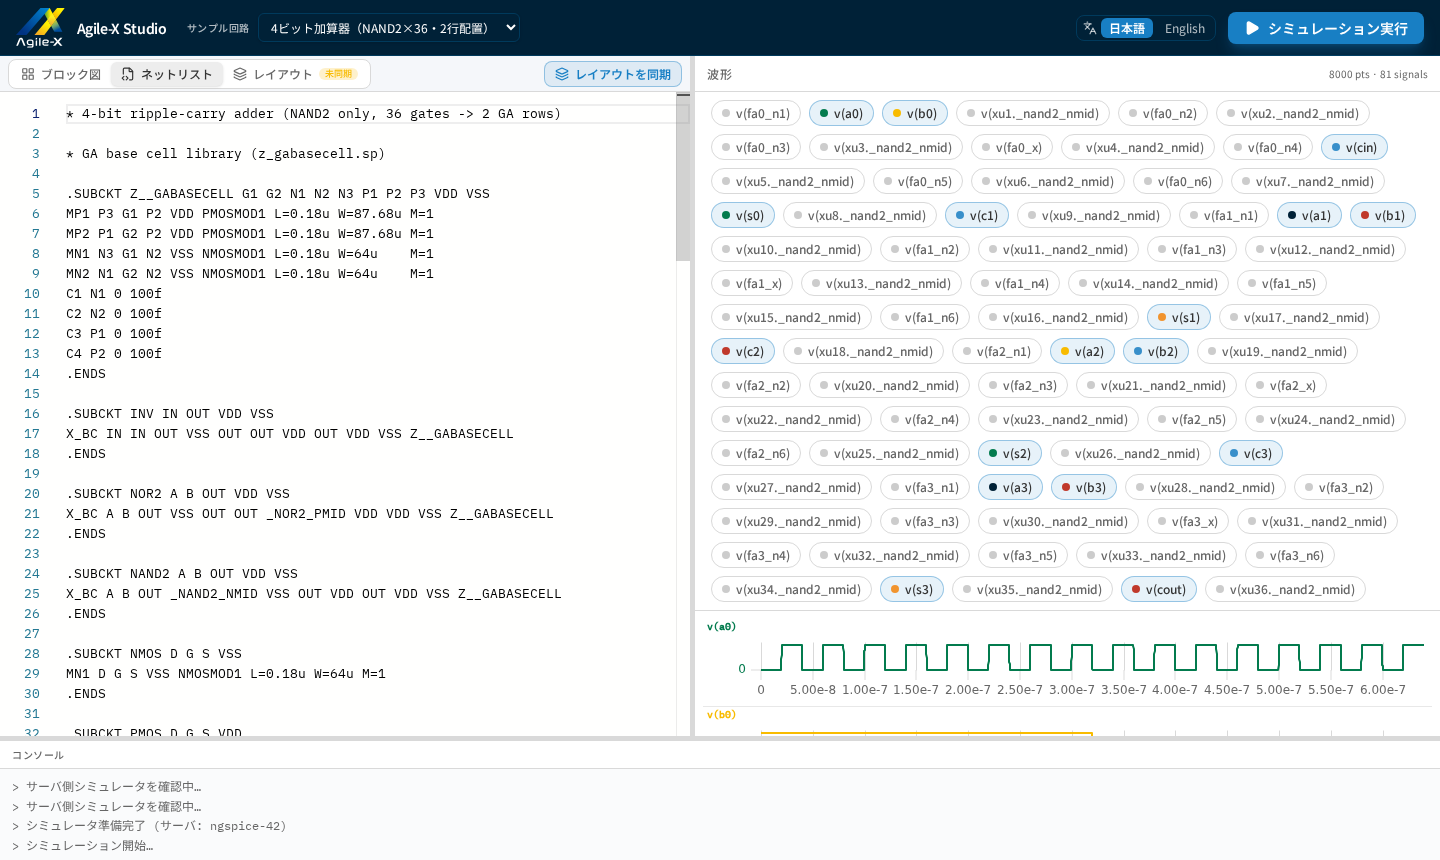 Agile-X
Agile-X Studio
サンプル回路
4ビット加算器（NAND2×36・2行配置）
日本語
English
シミュレーション実行
ブロック図
ネットリスト
レイアウト
未同期
レイアウトを同期
1 * 4-bit ripple-carry adder (NAND2 only, 36 gates -> 2 GA rows)
2
3 * GA base cell library (z_gabasecell.sp)
4
5 .SUBCKT Z__GABASECELL G1 G2 N1 N2 N3 P1 P2 P3 VDD VSS
6 MP1 P3 G1 P2 VDD PMOSMOD1 L=0.18u W=87.68u M=1
7 MP2 P1 G2 P2 VDD PMOSMOD1 L=0.18u W=87.68u M=1
8 MN1 N3 G1 N2 VSS NMOSMOD1 L=0.18u W=64u    M=1
9 MN2 N1 G2 N2 VSS NMOSMOD1 L=0.18u W=64u    M=1
10 C1 N1 0 100f
11 C2 N2 0 100f
12 C3 P1 0 100f
13 C4 P2 0 100f
14 .ENDS
15
16 .SUBCKT INV IN OUT VDD VSS
17 X_BC IN IN OUT VSS OUT OUT VDD OUT VDD VSS Z__GABASECELL
18 .ENDS
19
20 .SUBCKT NOR2 A B OUT VDD VSS
21 X_BC A B OUT VSS OUT OUT _NOR2_PMID VDD VDD VSS Z__GABASECELL
22 .ENDS
23
24 .SUBCKT NAND2 A B OUT VDD VSS
25 X_BC A B OUT _NAND2_NMID VSS OUT VDD OUT VDD VSS Z__GABASECELL
26 .ENDS
27
28 .SUBCKT NMOS D G S VSS
29 MN1 D G S VSS NMOSMOD1 L=0.18u W=64u M=1
30 .ENDS
31
32 .SUBCKT PMOS D G S VDD
波形
8000 pts · 81 signals
v(fa0_n1) v(a0) v(b0) v(xu1._nand2_nmid) v(fa0_n2) v(xu2._nand2_nmid)
v(fa0_n3) v(xu3._nand2_nmid) v(fa0_x) v(xu4._nand2_nmid) v(fa0_n4) v(cin)
v(xu5._nand2_nmid) v(fa0_n5) v(xu6._nand2_nmid) v(fa0_n6) v(xu7._nand2_nmid)
v(s0) v(xu8._nand2_nmid) v(c1) v(xu9._nand2_nmid) v(fa1_n1) v(a1) v(b1)
v(xu10._nand2_nmid) v(fa1_n2) v(xu11._nand2_nmid) v(fa1_n3) v(xu12._nand2_nmid)
v(fa1_x) v(xu13._nand2_nmid) v(fa1_n4) v(xu14._nand2_nmid) v(fa1_n5)
v(xu15._nand2_nmid) v(fa1_n6) v(xu16._nand2_nmid) v(s1) v(xu17._nand2_nmid)
v(c2) v(xu18._nand2_nmid) v(fa2_n1) v(a2) v(b2) v(xu19._nand2_nmid)
v(fa2_n2) v(xu20._nand2_nmid) v(fa2_n3) v(xu21._nand2_nmid) v(fa2_x)
v(xu22._nand2_nmid) v(fa2_n4) v(xu23._nand2_nmid) v(fa2_n5) v(xu24._nand2_nmid)
v(fa2_n6) v(xu25._nand2_nmid) v(s2) v(xu26._nand2_nmid) v(c3)
v(xu27._nand2_nmid) v(fa3_n1) v(a3) v(b3) v(xu28._nand2_nmid) v(fa3_n2)
v(xu29._nand2_nmid) v(fa3_n3) v(xu30._nand2_nmid) v(fa3_x) v(xu31._nand2_nmid)
v(fa3_n4) v(xu32._nand2_nmid) v(fa3_n5) v(xu33._nand2_nmid) v(fa3_n6)
v(xu34._nand2_nmid) v(s3) v(xu35._nand2_nmid) v(cout) v(xu36._nand2_nmid)
v(a0)
0
0 5.00e-8 1.00e-7 1.50e-7 2.00e-7 2.50e-7 3.00e-7 3.50e-7 4.00e-7 4.50e-7 5.00e-7 5.50e-7 6.00e-7
v(b0)
コンソール
> サーバ側シミュレータを確認中…
> サーバ側シミュレータを確認中…
> シミュレータ準備完了 (サーバ: ngspice-42)
> シミュレーション開始…